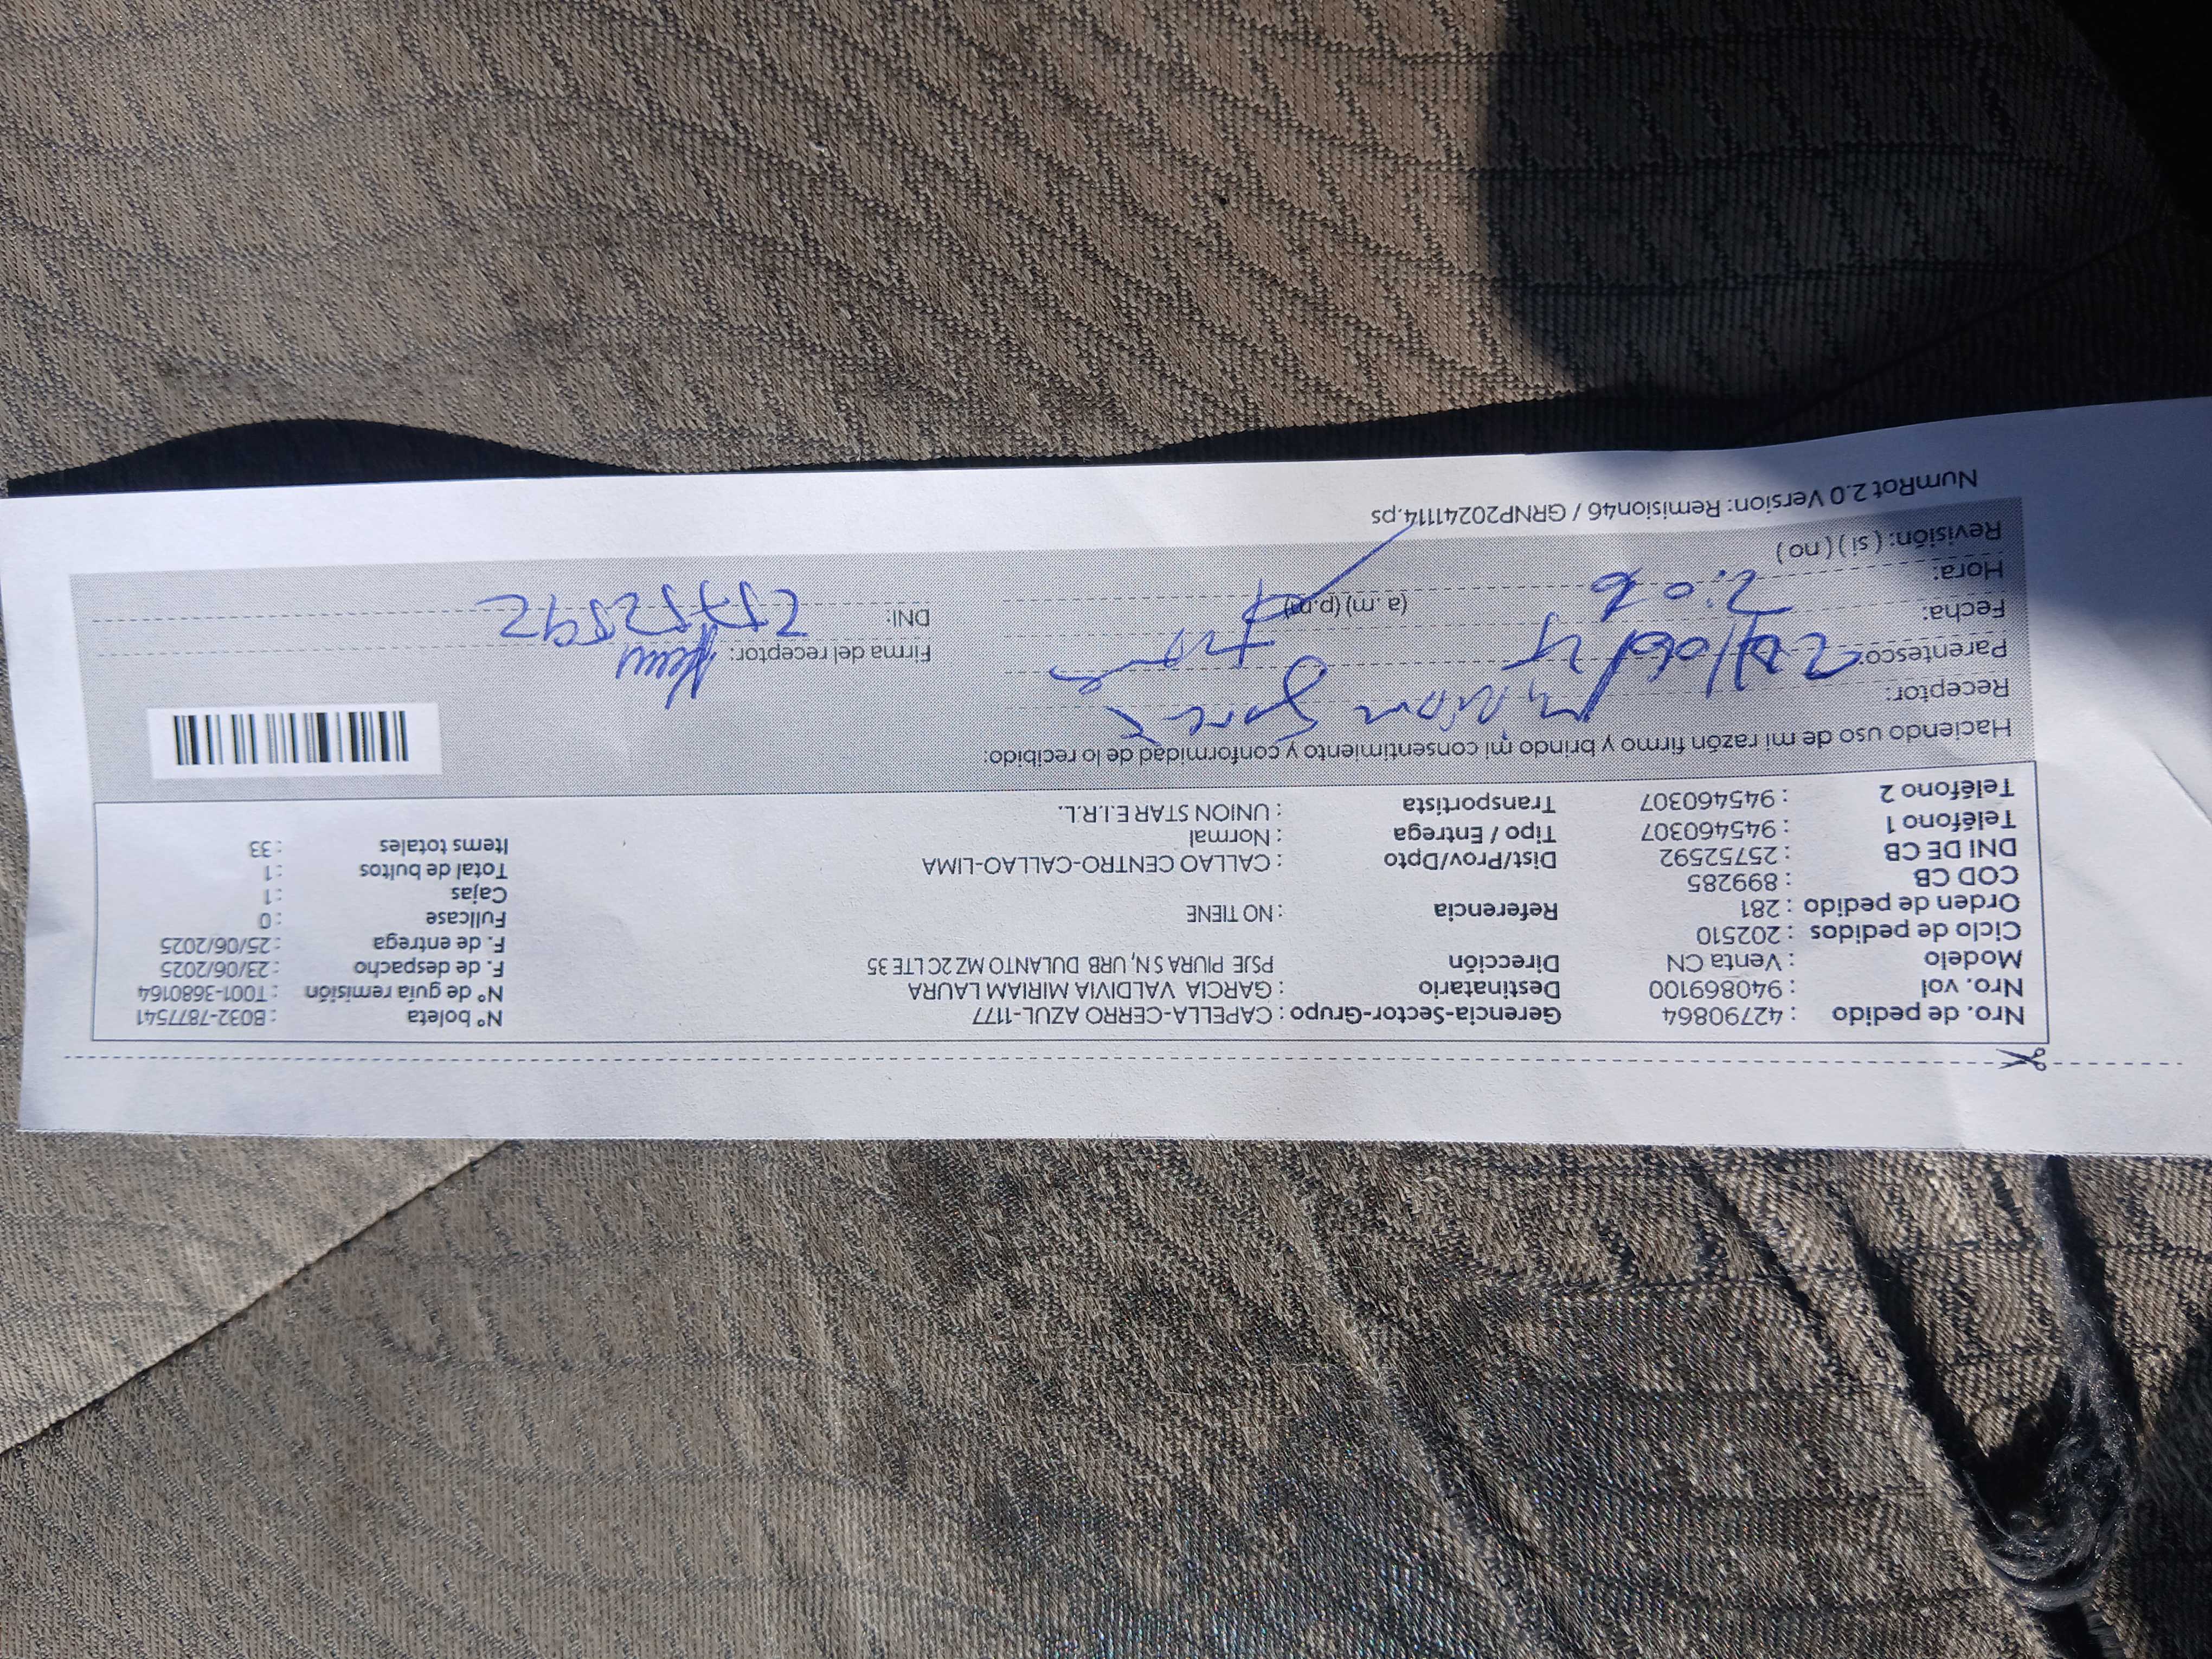 Nro. de pedido : 42790864 Gerencia-Sector-Grupo : CAPELLA-CERRO AZUL-1177 N° boleta : B032-7877541
Nro. vol : 940869100 Destinatario : GARCIA VALDIVIA MIRIAM LAURA N° de guía remisión : T001-3680164
Modelo : Venta CN Dirección PSJE PIURA S N, URB DULANTO MZ 2C LTE 35 F. de despacho : 23/06/2025
Ciclo de pedidos : 202510 F. de entrega : 25/06/2025
Orden de pedido : 281 Referencia : NO TIENE Fullcase : 0
COD CB : 899285 Cajas : 1
DNI DE CB : 25752592 Dist/Prov/Dpto : CALLAO CENTRO-CALLAO-LIMA Total de bultos : 1
Teléfono 1 : 945460307 Tipo / Entrega : Normal Items totales : 33
Teléfono 2 : 945460307 Transportista : UNION STAR E.I.R.L.
Haciendo uso de mi razón firmo y brindo mi consentimiento y conformidad de lo recibido:
Receptor:
Parentesco: Firma del receptor:
Fecha: DNI: 25752592
Hora: 2:06 (a. m) (p. m)
Revisión: ( si ) ( no )
NumRot 2.0 Version: Remision46 / GRNP20241114.ps